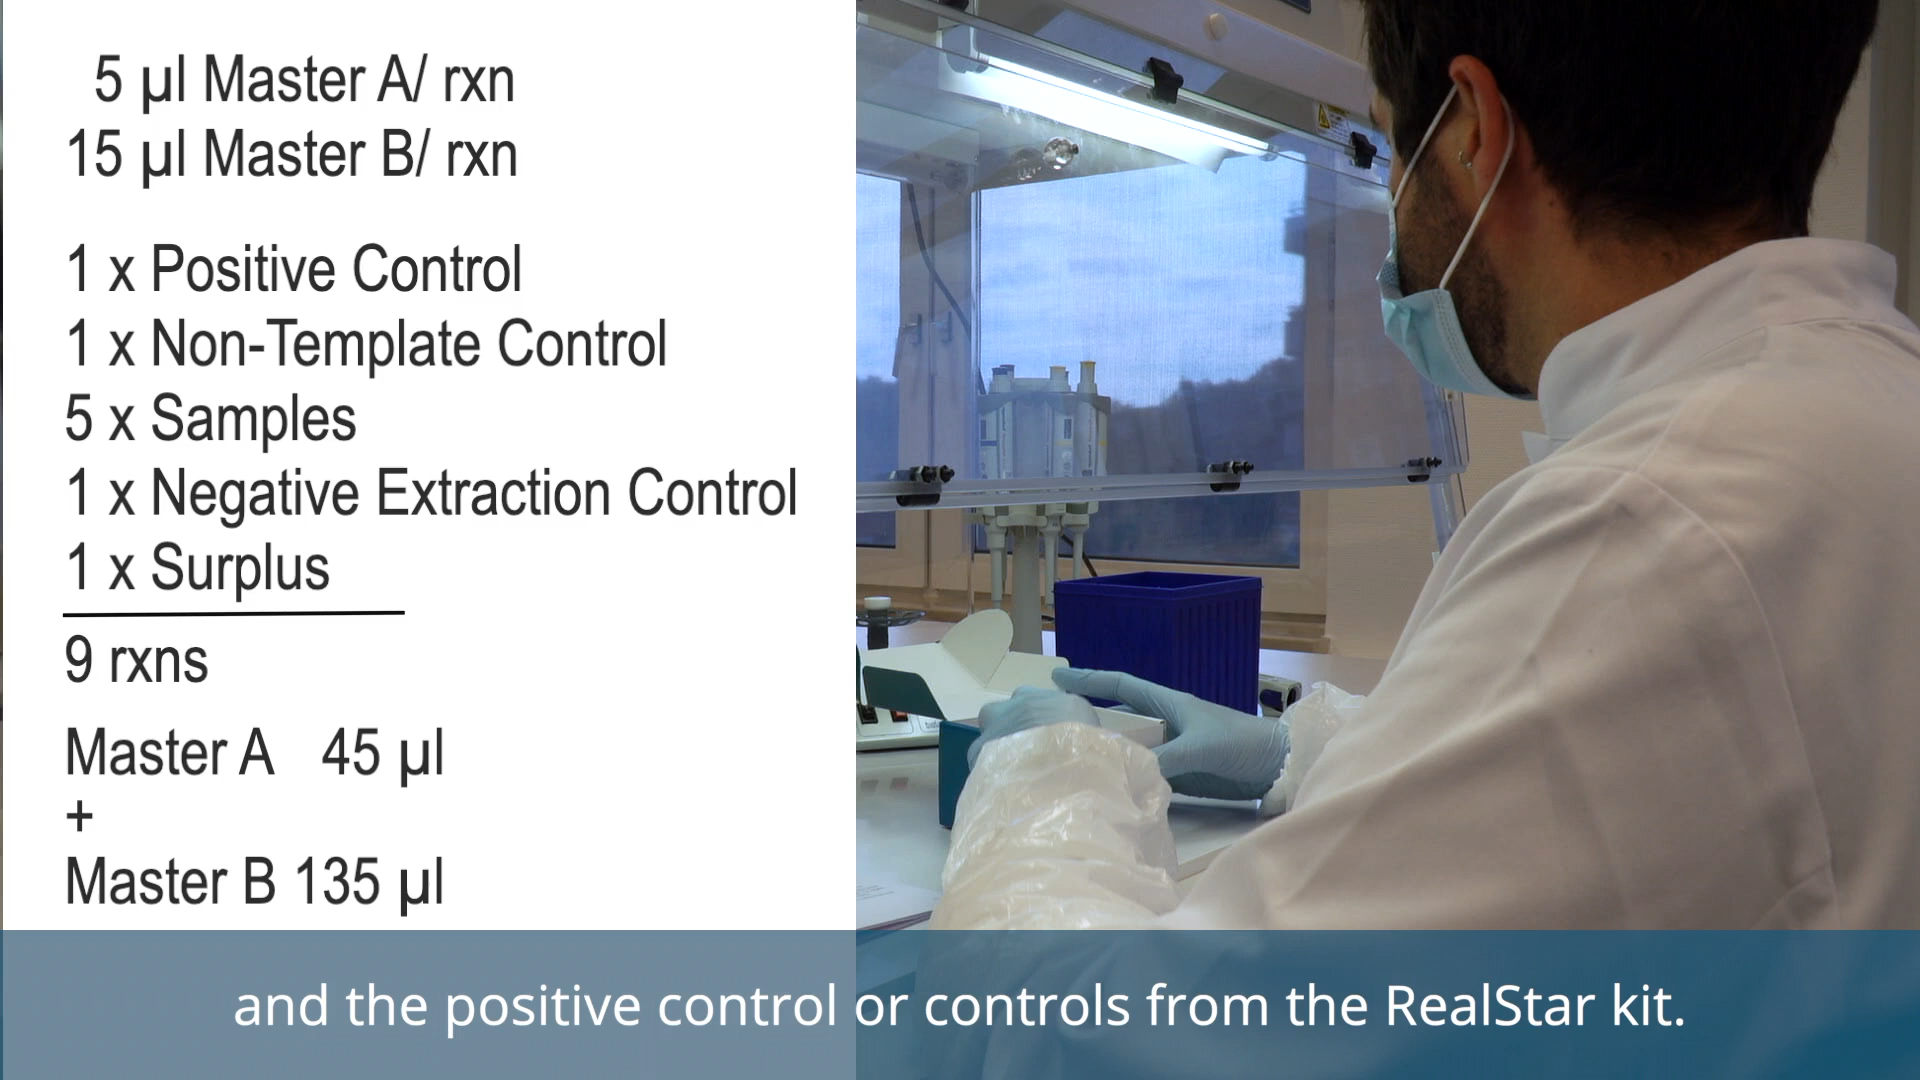 5 µl Master A/ rxn
15 µl Master B/ rxn
1 x Positive Control
1 x Non-Template Control
5 x Samples
1 x Negative Extraction Control
1 x Surplus
9 rxns
Master A 45 µl
+
Master B 135 µl
and the positive control or controls from the RealStar kit.